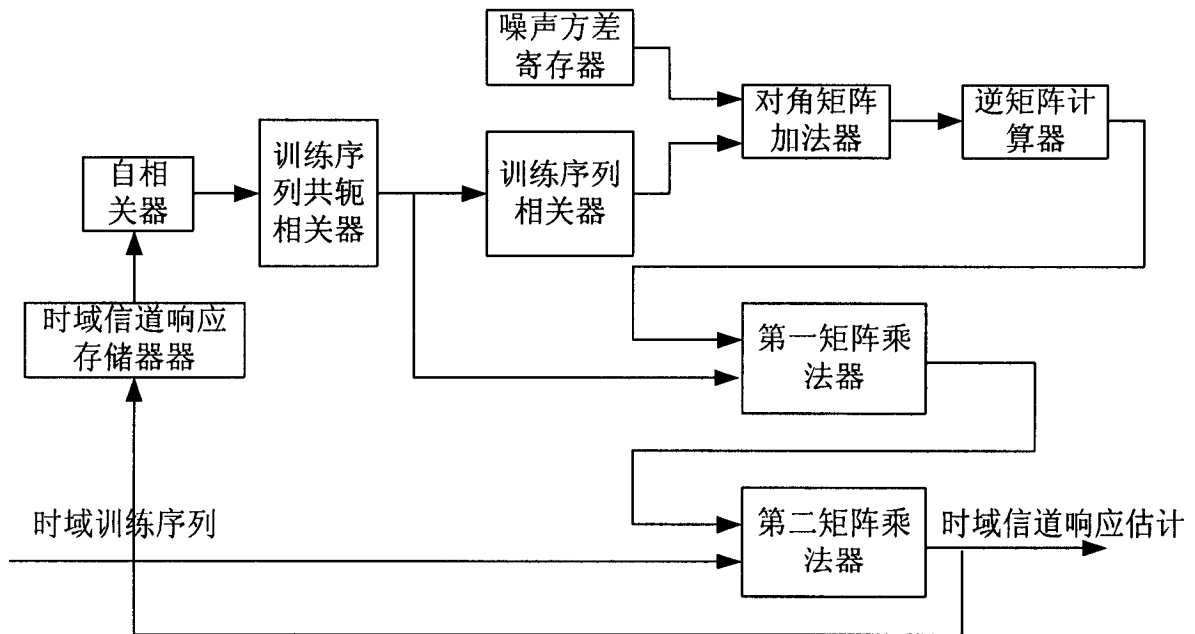 噪声方差
寄存器
对角矩阵
加法器
逆矩阵计
算器
训练序
列共轭
相关器
训练序列
相关器
自相
关器
时域信道响应
存储器器
第一矩阵乘
法器
时域训练序列
第二矩阵乘
法器
时域信道响应估计